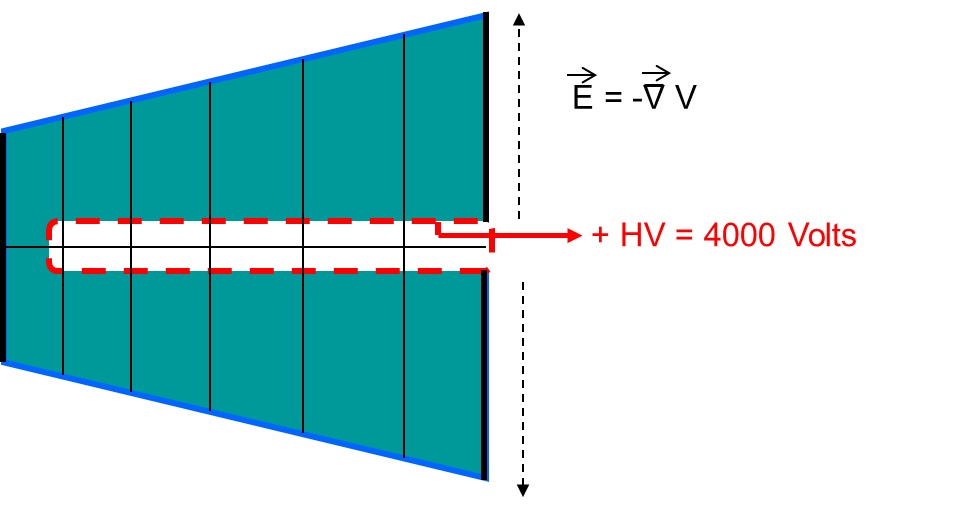 E = -∇ V
+ HV = 4000 Volts